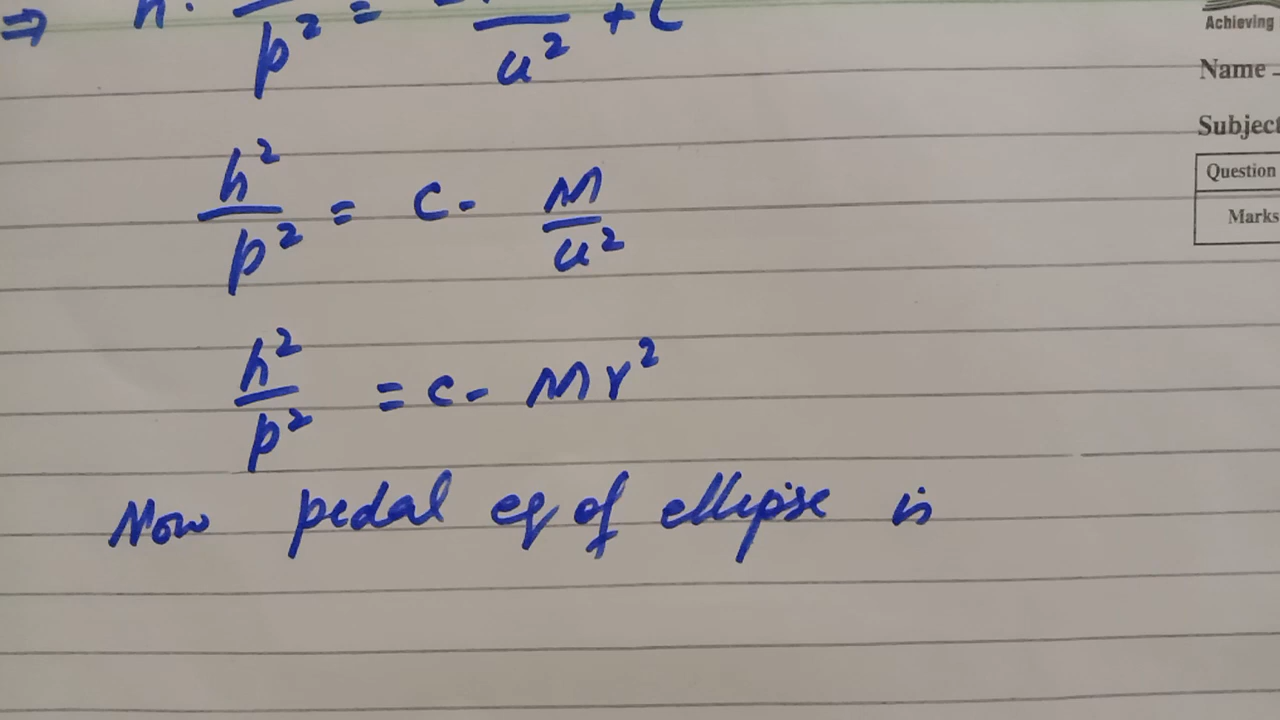 ⇒ h. /p² = /u² + C
Achieving
Name
Subject
h²/p² = C - M/u²
Question
Marks
h²/p² = C - Mr²
Now pedal eq of ellipse is